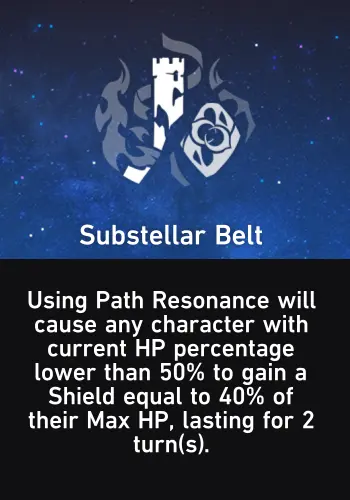 Substellar Belt
Using Path Resonance will
cause any character with
current HP percentage
lower than 50% to gain a
Shield equal to 40% of
their Max HP, lasting for 2
turn(s).